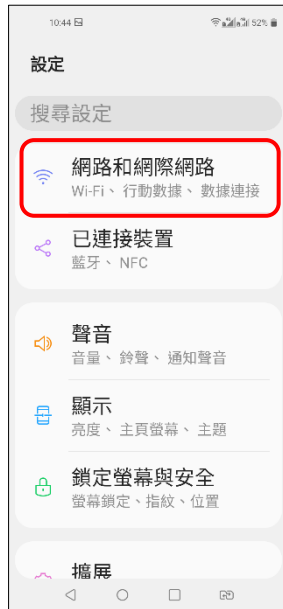 10:44 52%
設定
搜尋設定
網路和網際網路
Wi-Fi、 行動數據、 數據連接
已連接裝置
藍牙、 NFC
聲音
音量、 鈴聲、 通知聲音
顯示
亮度、 主頁螢幕、 主題
鎖定螢幕與安全
螢幕鎖定、指紋、位置
擴展